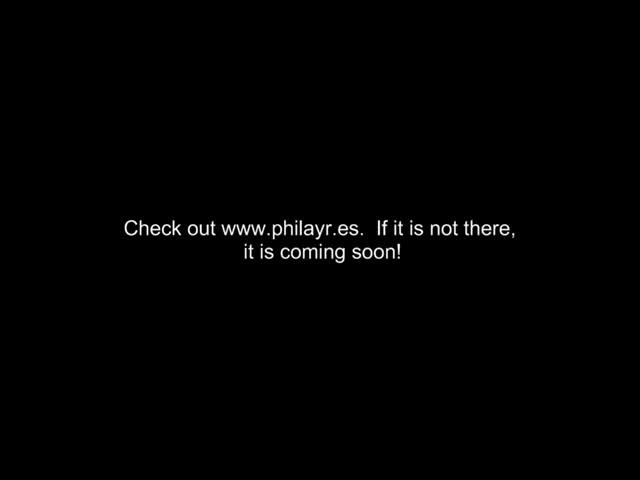 Check out www.philayr.es.  If it is not there,
it is coming soon!